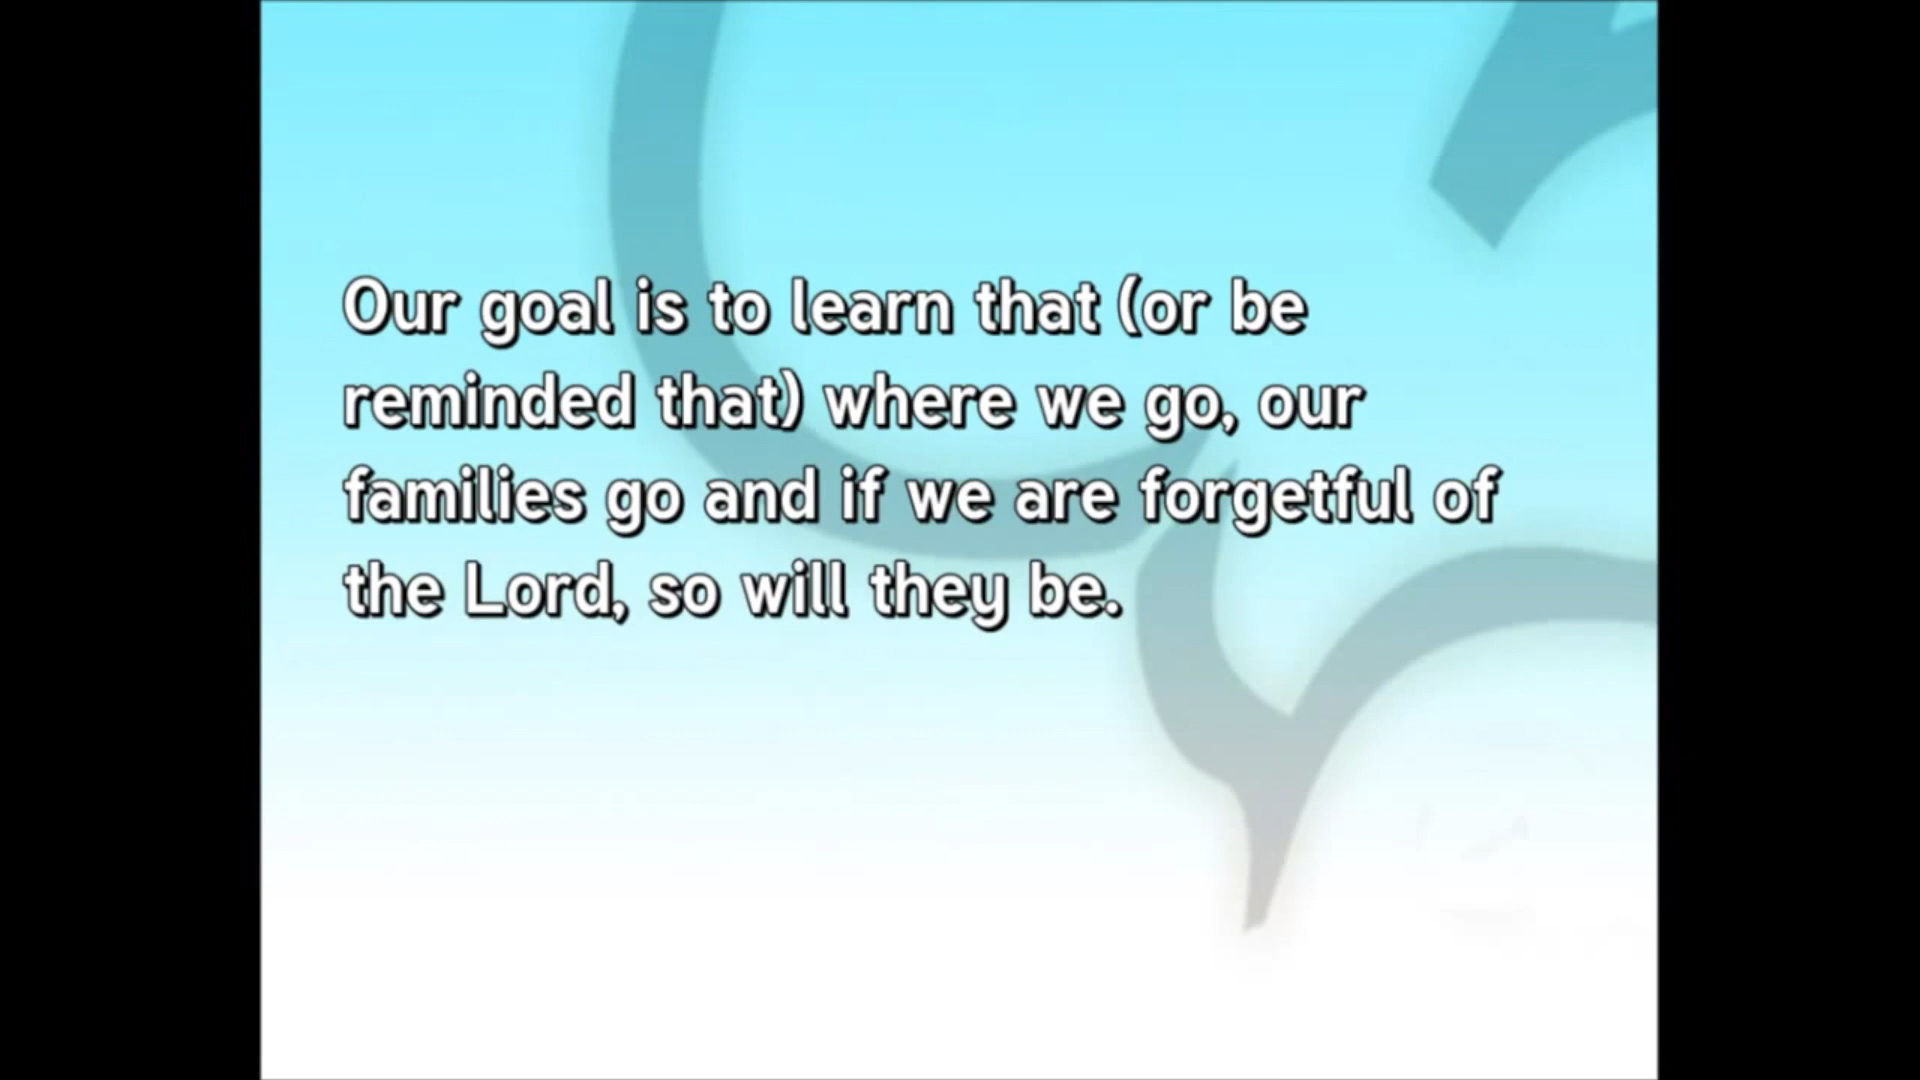 Our goal is to learn that (or be
reminded that) where we go, our
families go and if we are forgetful of
the Lord, so will they be.